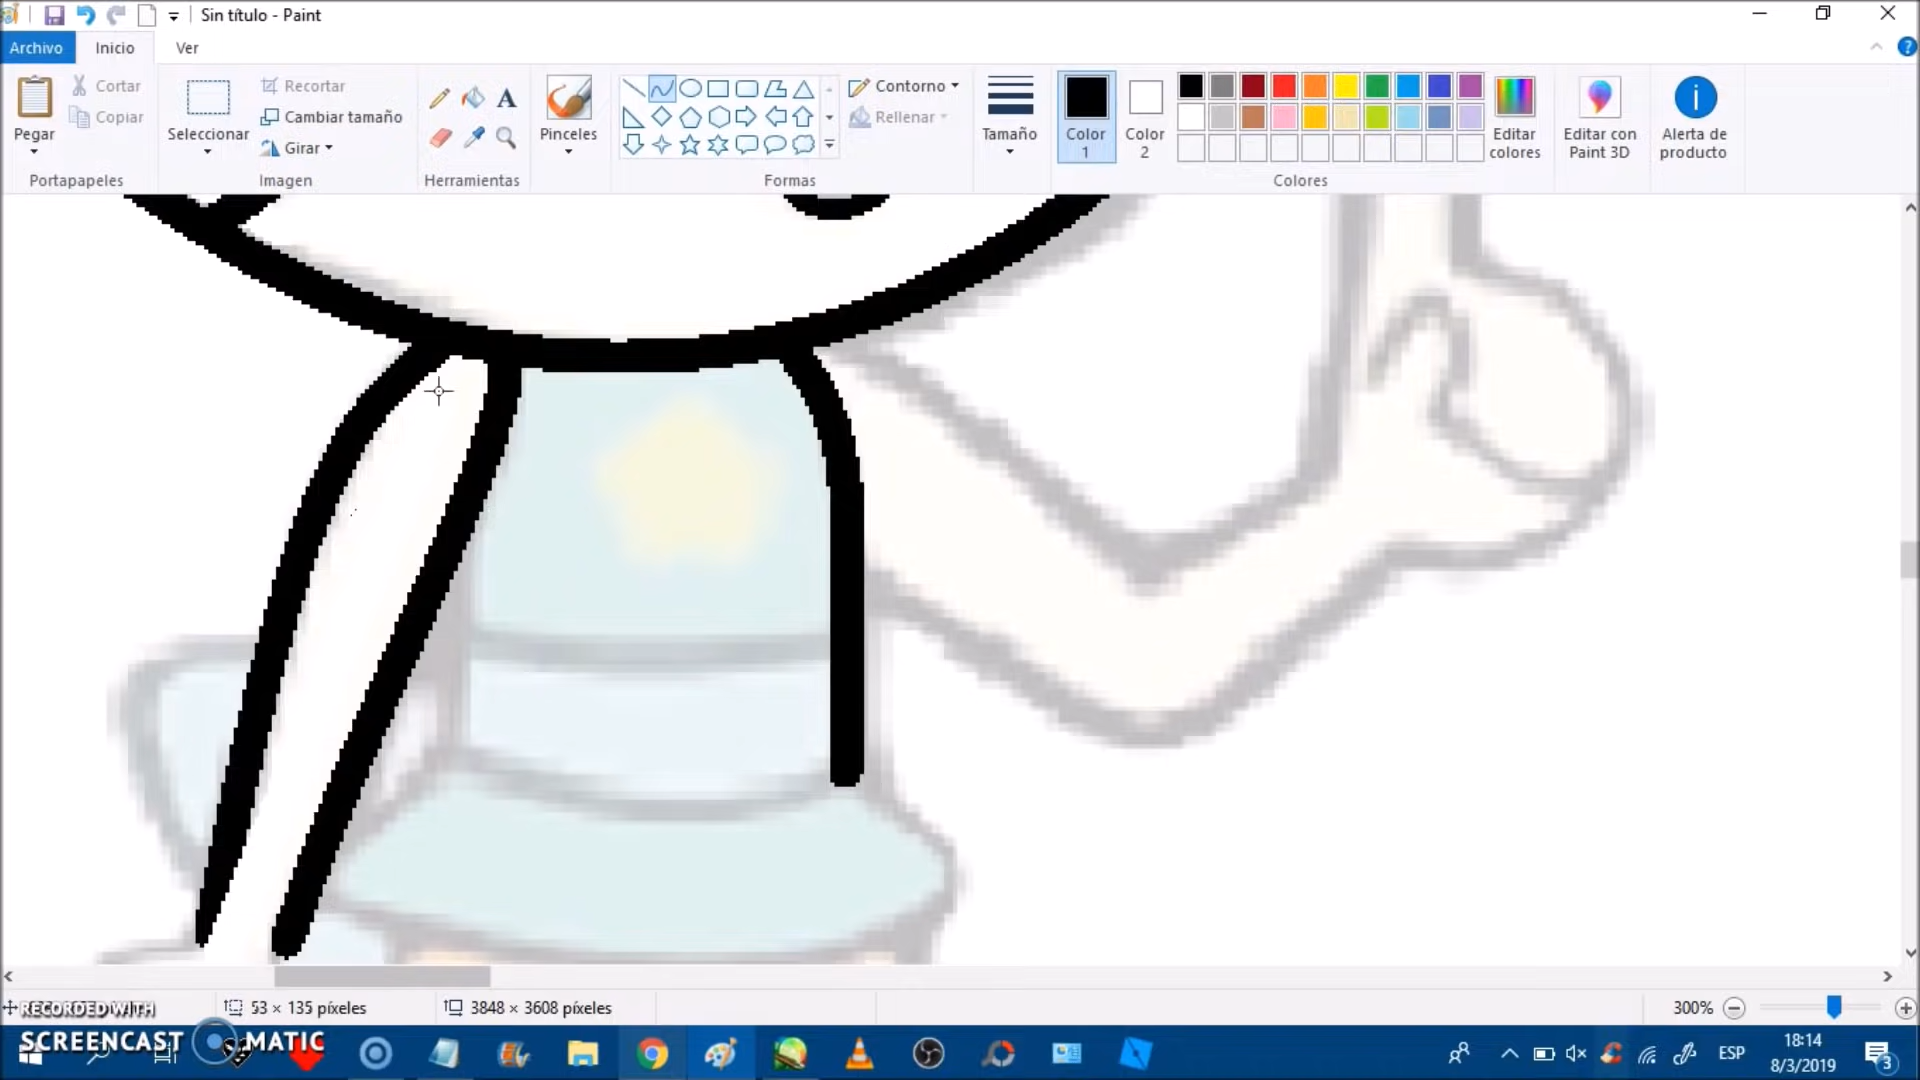 Sin título - Paint
Archivo Inicio Ver
Pegar
Cortar
Copiar
Portapapeles
Seleccionar
Recortar
Cambiar tamaño
Girar
Imagen
A
Herramientas
Pinceles
Contorno
Rellenar
Formas
Tamaño
Color
1
Color
2
Editar
colores
Colores
Editar con
Paint 3D
Alerta de
producto
53 × 135 píxeles
3848 × 3608 píxeles
300%
RECORDED WITH
SCREENCAST MATIC
ESP
18:14
8/3/2019
3